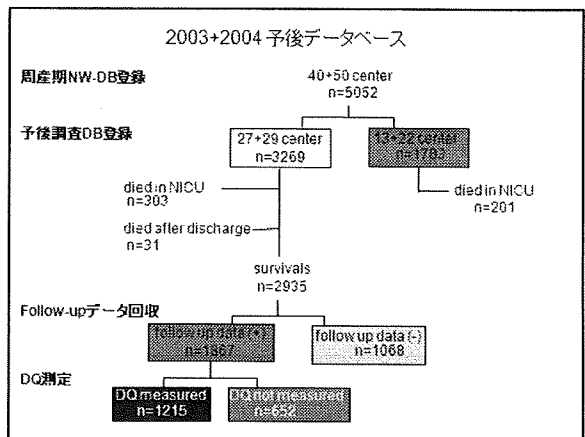 2003+2004 予後データベース
周産期NW-DB登録
40+50 center
n=5052
予後調査DB登録
27+29 center
n=3269
13+22 center
n=1783
died in NICU
n=303
died in NICU
n=201
died after discharge
n=31
survivals
n=2935
Follow-upデータ回収
follow up data (+)
n=1867
follow up data (-)
n=1068
DQ測定
DQ measured
n=1215
DQ not measured
n=652